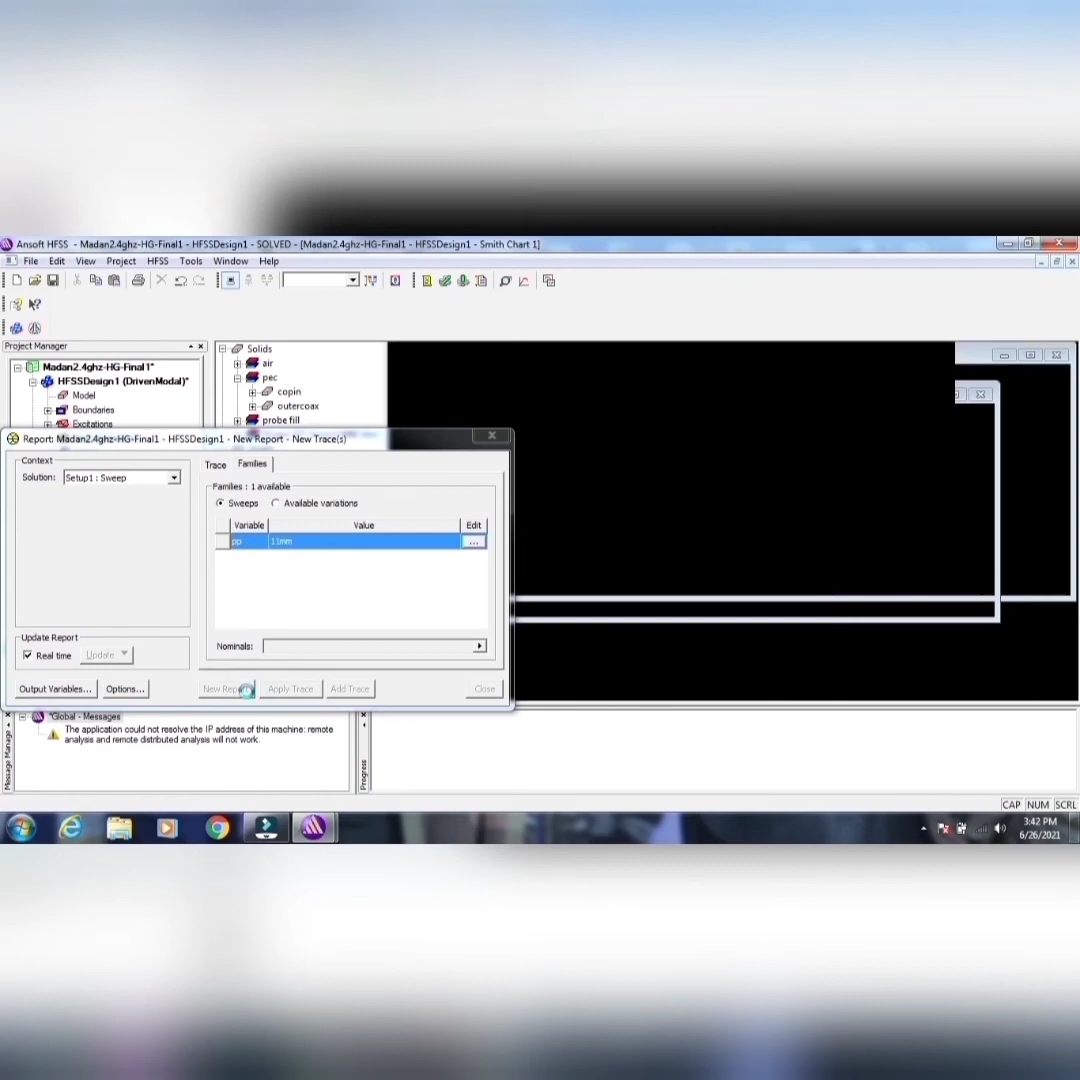 Ansoft HFSS - Madan2.4ghz-HG-Final1 - HFSSDesign1 - SOLVED - [Madan2.4ghz-HG-Final1 - HFSSDesign1 - Smith Chart 1]
File Edit View Project HFSS Tools Window Help
Project Manager
Madan2.4ghz-HG-Final1*
HFSSDesign1 (DrivenModal)*
Model
Boundaries
Excitations
Solids
air
pec
copin
outercoax
probe fill
Report: Madan2.4ghz-HG-Final1 - HFSSDesign1 - New Report - New Trace(s)
Context
Solution: Setup1 : Sweep
Trace Families
Families : 1 available
Sweeps Available variations
Variable Value Edit
pp 11mm ...
Nominals:
Update Report
Real time Update
Output Variables... Options... New Repo Apply Trace Add Trace Close
*Global - Messages
The application could not resolve the IP address of this machine: remote
analysis and remote distributed analysis will not work.
Message Manage
Progress
CAP NUM SCRL
3:42 PM
6/26/2021